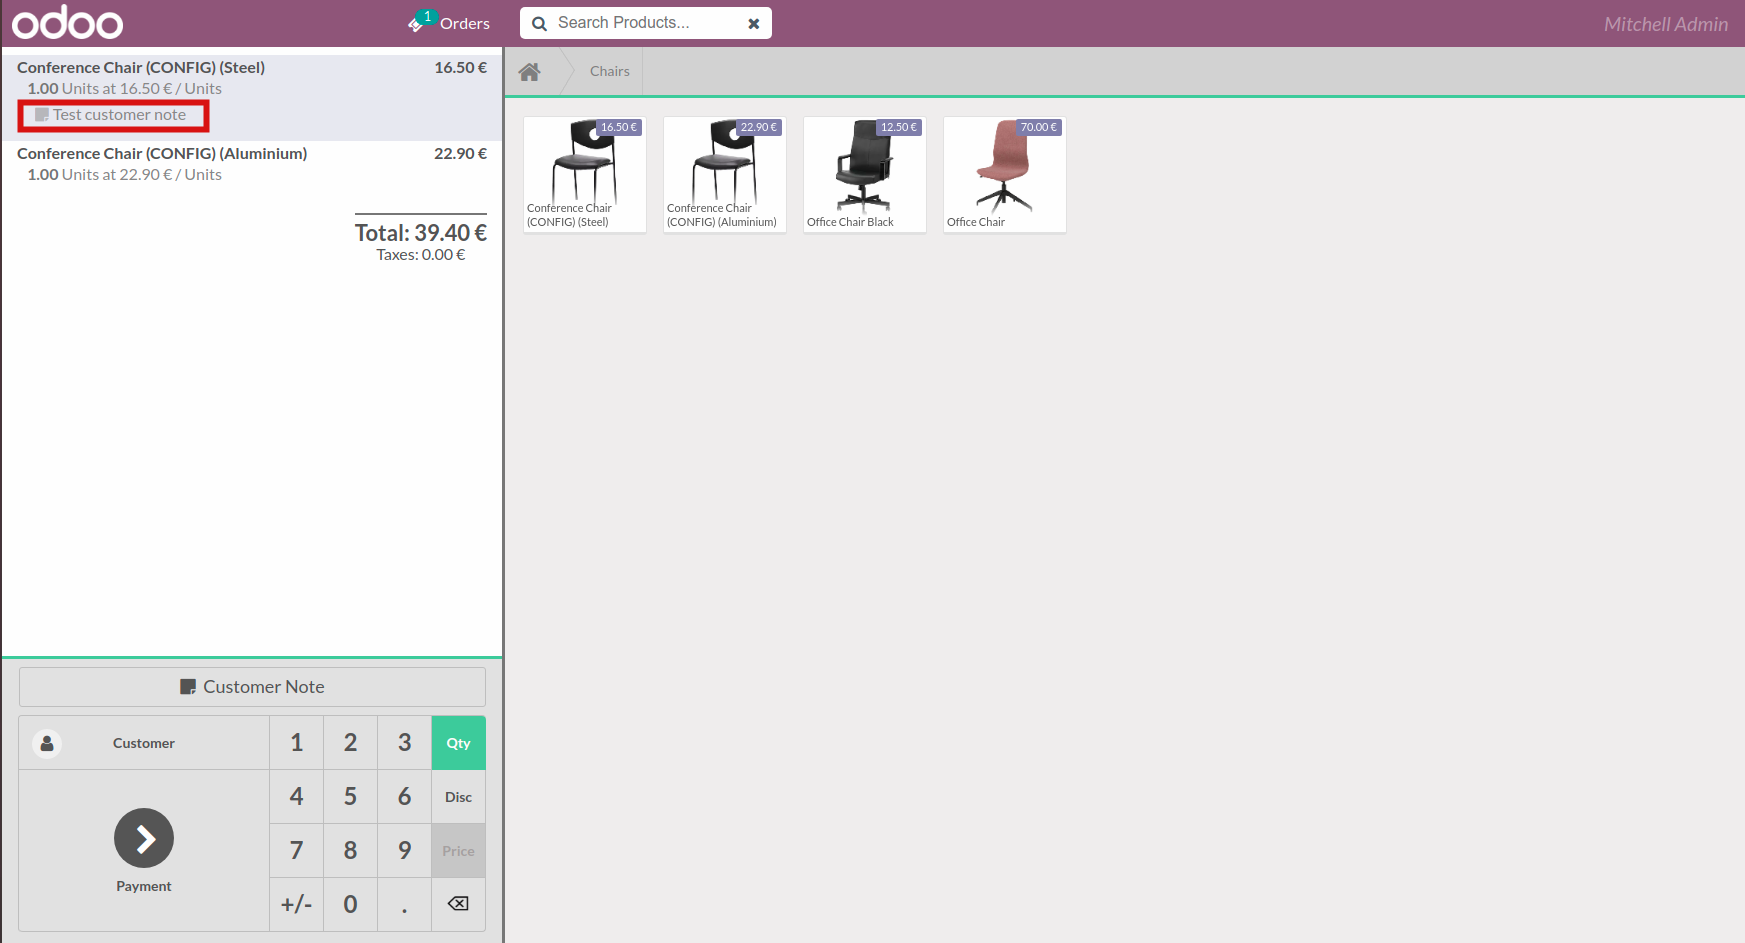 odoo
1
Orders
Search Products...
Mitchell Admin
Conference Chair (CONFIG) (Steel)
16.50 €
1.00 Units at 16.50 € / Units
Test customer note
Conference Chair (CONFIG) (Aluminium)
22.90 €
1.00 Units at 22.90 € / Units
Total: 39.40 €
Taxes: 0.00 €
Chairs
16.50 €
Conference Chair
(CONFIG) (Steel)
22.90 €
Conference Chair
(CONFIG) (Aluminium)
12.50 €
Office Chair Black
70.00 €
Office Chair
Customer Note
Customer
1
2
3
Qty
4
5
6
Disc
7
8
9
Price
Payment
+/-
0
.